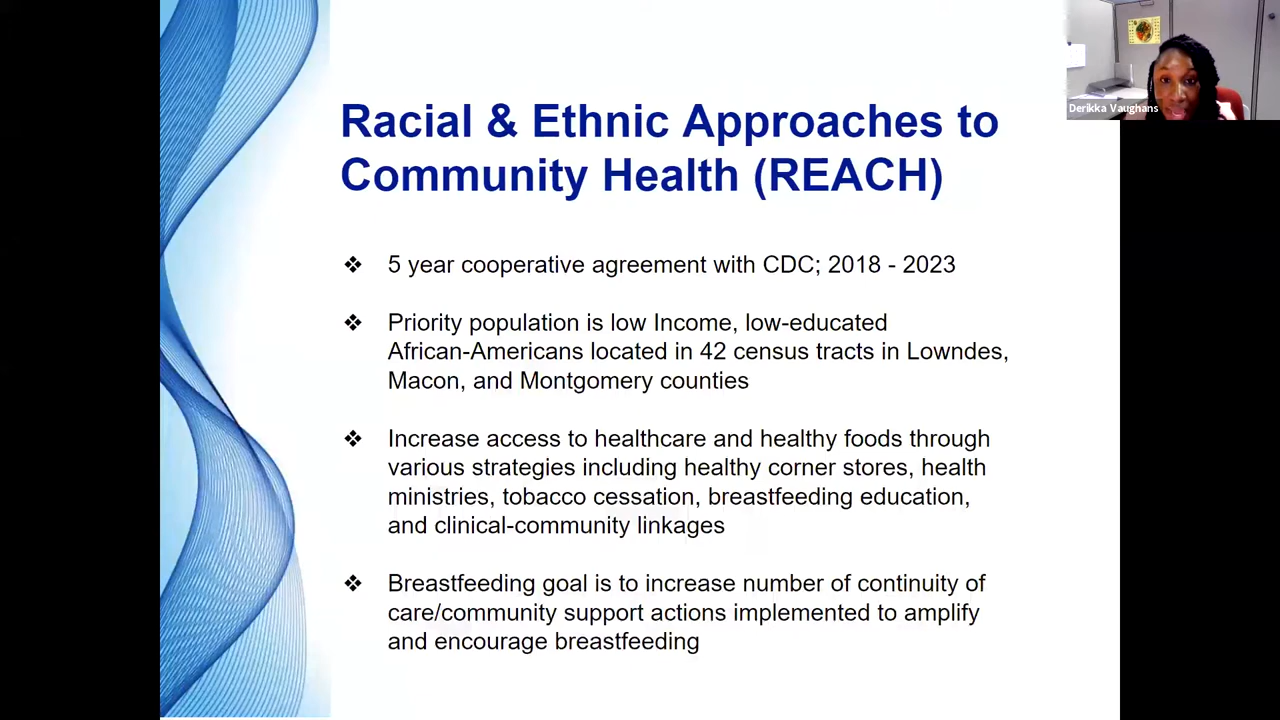 Racial & Ethnic Approaches to
Community Health (REACH)
Derikka Vaughans
❖ 5 year cooperative agreement with CDC; 2018 - 2023
❖ Priority population is low Income, low-educated
African-Americans located in 42 census tracts in Lowndes,
Macon, and Montgomery counties
❖ Increase access to healthcare and healthy foods through
various strategies including healthy corner stores, health
ministries, tobacco cessation, breastfeeding education,
and clinical-community linkages
❖ Breastfeeding goal is to increase number of continuity of
care/community support actions implemented to amplify
and encourage breastfeeding